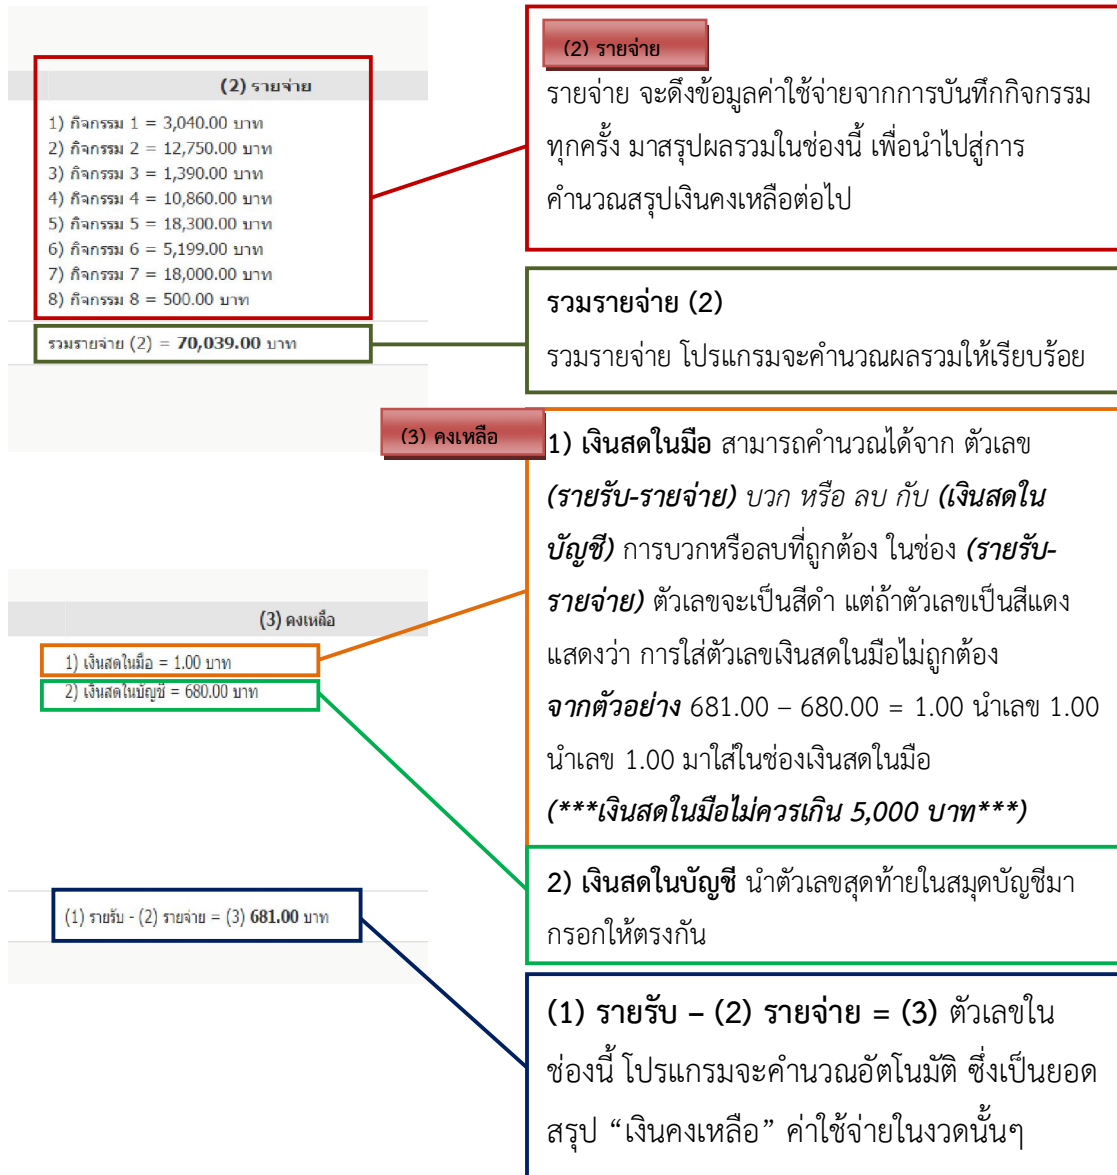 (2) รายจ่าย
1) กิจกรรม 1 = 3,040.00 บาท
2) กิจกรรม 2 = 12,750.00 บาท
3) กิจกรรม 3 = 1,390.00 บาท
4) กิจกรรม 4 = 10,860.00 บาท
5) กิจกรรม 5 = 18,300.00 บาท
6) กิจกรรม 6 = 5,199.00 บาท
7) กิจกรรม 7 = 18,000.00 บาท
8) กิจกรรม 8 = 500.00 บาท
รวมรายจ่าย (2) = 70,039.00 บาท
(2) รายจ่าย
รายจ่าย จะดึงข้อมูลค่าใช้จ่ายจากการบันทึกกิจกรรม
ทุกครั้ง มาสรุปผลรวมในช่องนี้ เพื่อนำไปสู่การ
คำนวณสรุปเงินคงเหลือต่อไป
รวมรายจ่าย (2)
รวมรายจ่าย โปรแกรมจะคำนวณผลรวมให้เรียบร้อย
(3) คงเหลือ
1) เงินสดในมือ = 1.00 บาท
2) เงินสดในบัญชี = 680.00 บาท
(1) รายรับ - (2) รายจ่าย = (3) 681.00 บาท
(3) คงเหลือ
1) เงินสดในมือ สามารถคำนวณได้จาก ตัวเลข
(รายรับ-รายจ่าย) บวก หรือ ลบ กับ (เงินสดใน
บัญชี) การบวกหรือลบที่ถูกต้อง ในช่อง (รายรับ-
รายจ่าย) ตัวเลขจะเป็นสีดำ แต่ถ้าตัวเลขเป็นสีแดง
แสดงว่า การใส่ตัวเลขเงินสดในมือไม่ถูกต้อง
จากตัวอย่าง 681.00 – 680.00 = 1.00 นำเลข 1.00
นำเลข 1.00 มาใส่ในช่องเงินสดในมือ
(***เงินสดในมือไม่ควรเกิน 5,000 บาท***)
2) เงินสดในบัญชี นำตัวเลขสุดท้ายในสมุดบัญชีมา
กรอกให้ตรงกัน
(1) รายรับ – (2) รายจ่าย = (3) ตัวเลขใน
ช่องนี้ โปรแกรมจะคำนวณอัตโนมัติ ซึ่งเป็นยอด
สรุป “เงินคงเหลือ” ค่าใช้จ่ายในงวดนั้นๆ